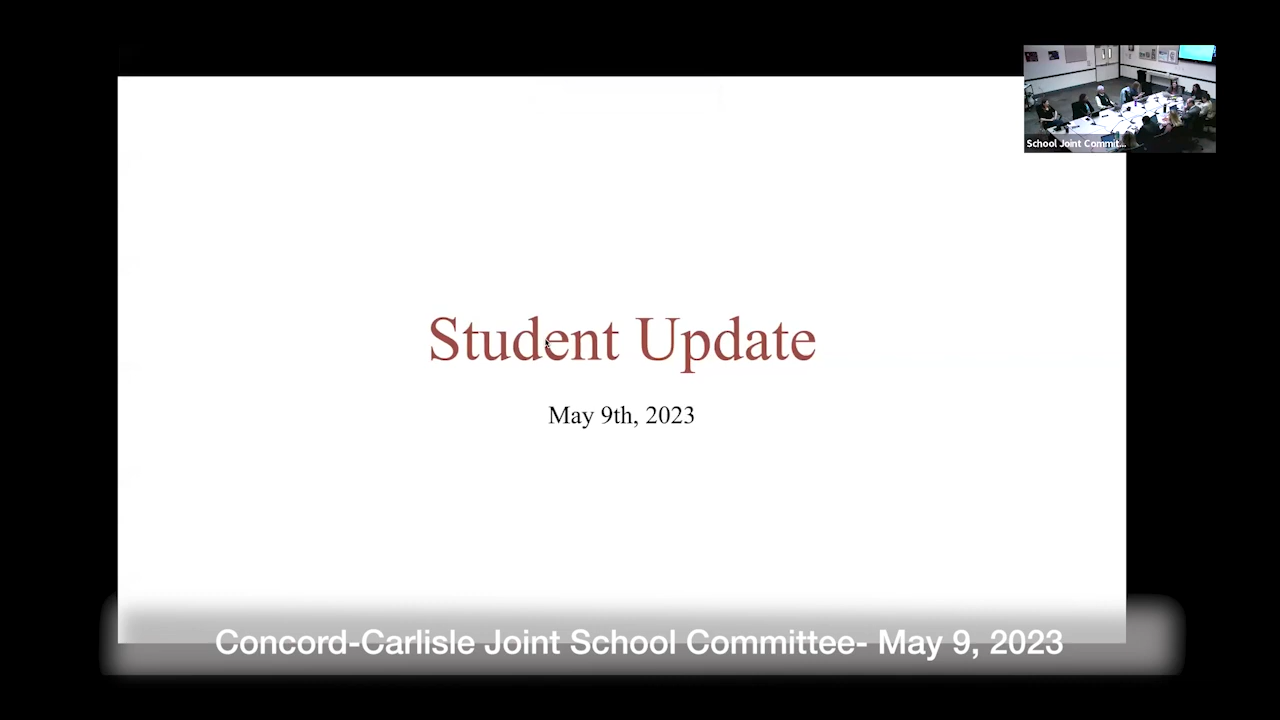 School Joint Commit...
Student Update
May 9th, 2023
Concord-Carlisle Joint School Committee- May 9, 2023